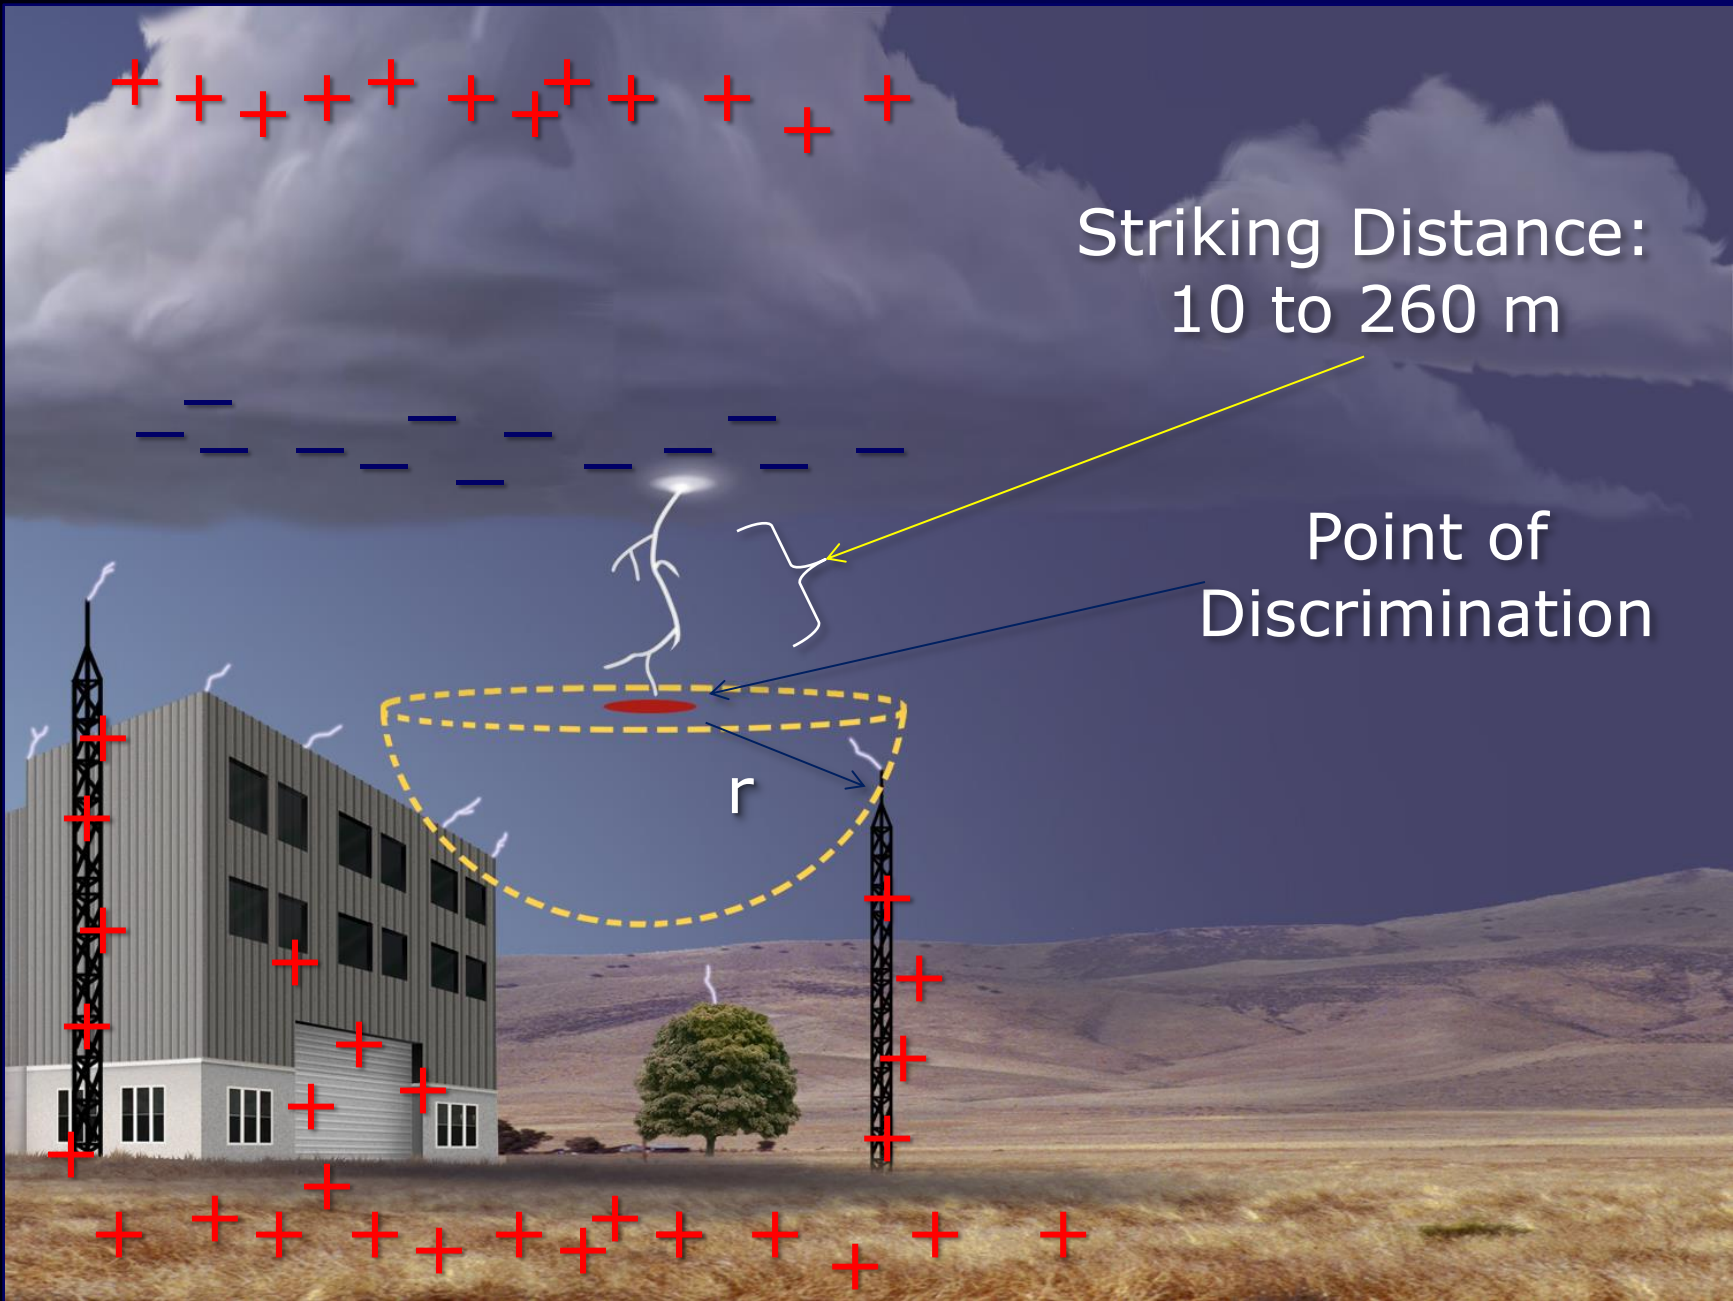 Striking Distance:
10 to 260 m
Point of
Discrimination
r